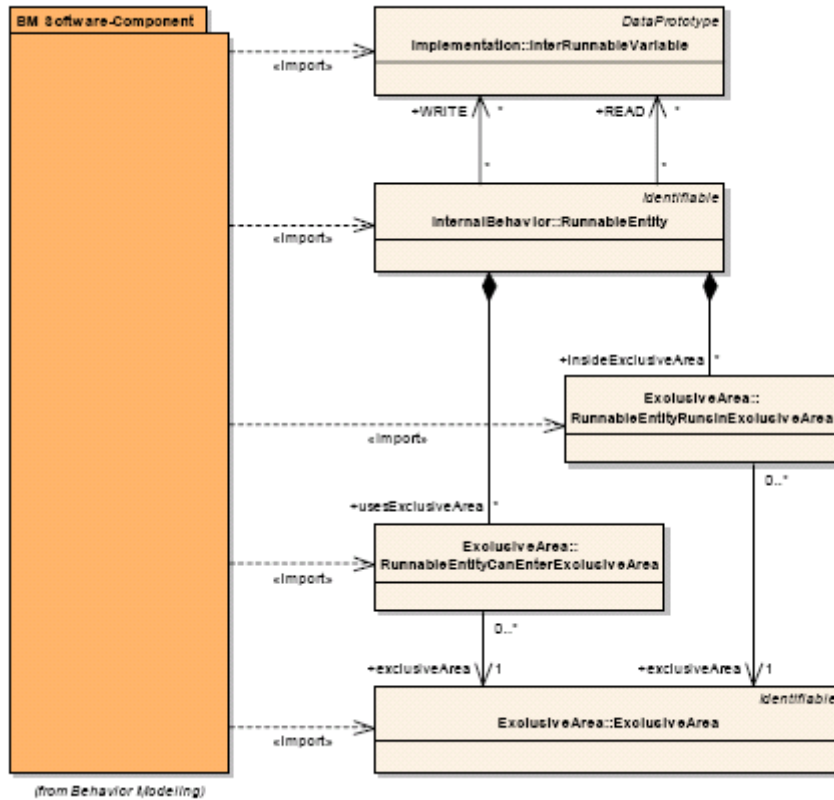 BM Software-Component
DataPrototype
Implementation::InterRunnableVariable
«import»
+WRITE *
+READ *
*
*
Identifiable
InternalBehavior::RunnableEntity
«import»
+insideExclusiveArea *
ExclusiveArea::
RunnableEntityRunsInExclusiveArea
«import»
0..*
+usesExclusiveArea *
ExclusiveArea::
RunnableEntityCanEnterExclusiveArea
«import»
0..*
+exclusiveArea 1
+exclusiveArea 1
Identifiable
ExclusiveArea::ExclusiveArea
«import»
(from Behavior Modeling)